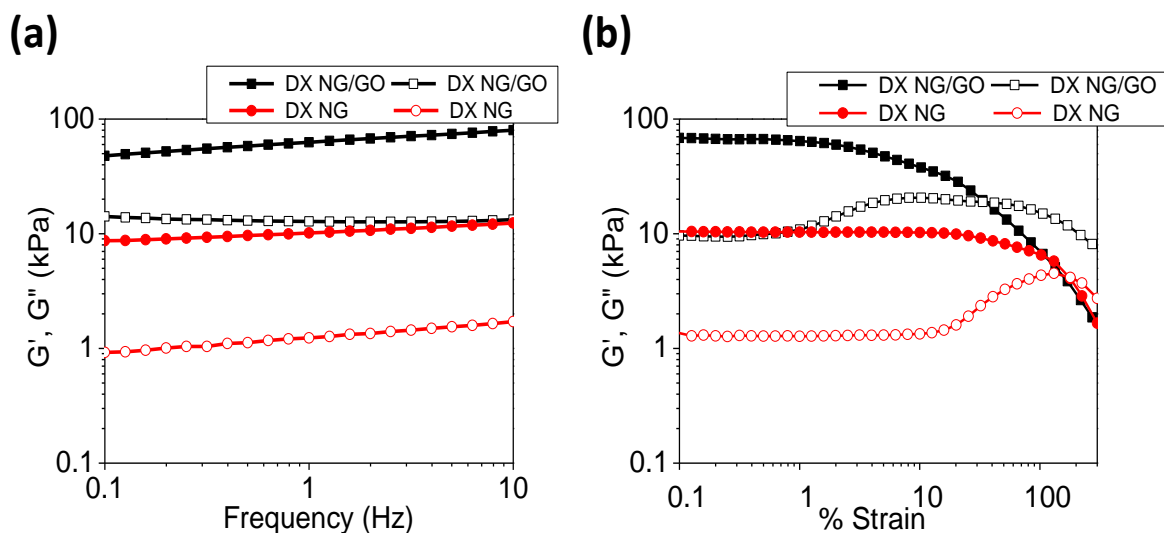 (a)
DX NG/GO DX NG/GO
DX NG DX NG
100
10
1
0.1
G', G" (kPa)
0.1 1 10
Frequency (Hz)
(b)
DX NG/GO DX NG/GO
DX NG DX NG
100
10
1
0.1
G', G" (kPa)
0.1 1 10 100
% Strain